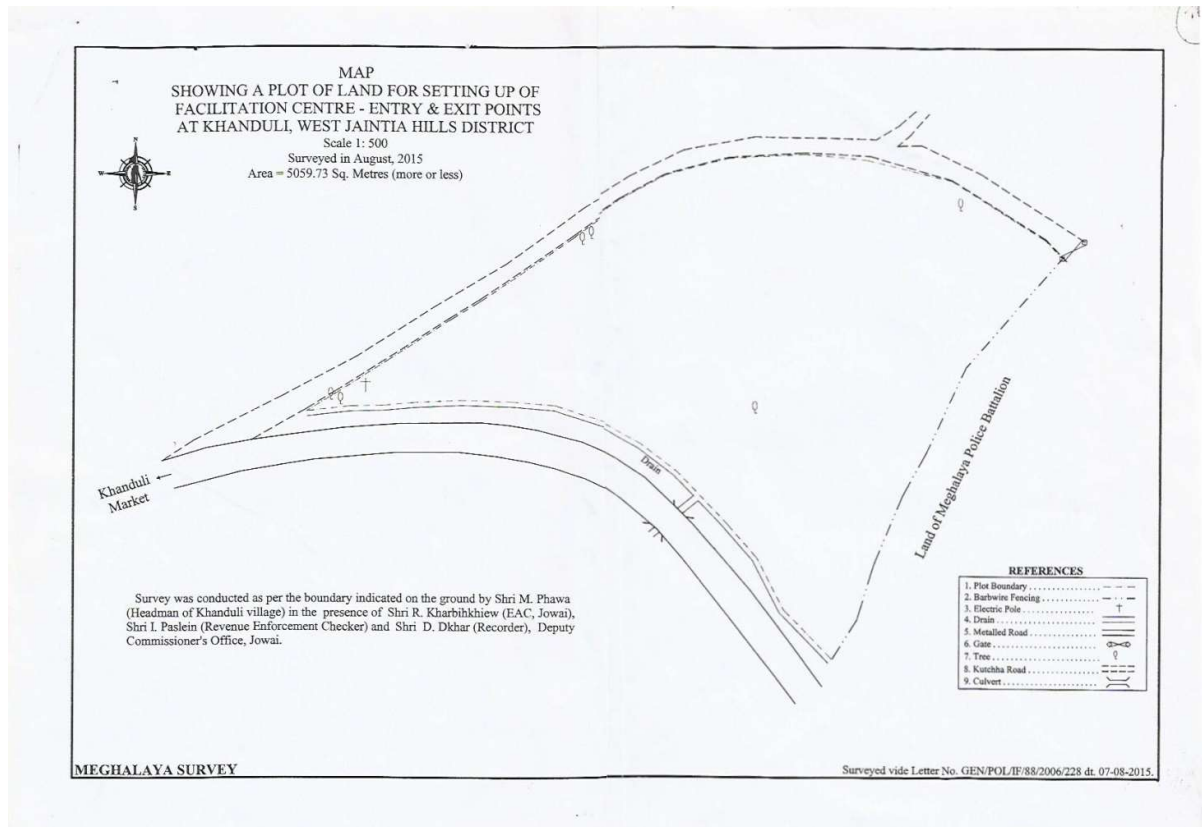 MAP
SHOWING A PLOT OF LAND FOR SETTING UP OF
FACILITATION CENTRE - ENTRY & EXIT POINTS
AT KHANDULI, WEST JAINTIA HILLS DISTRICT
Scale 1: 500
Surveyed in August, 2015
Area = 5059.73 Sq. Metres (more or less)
N
W
E
S
Khanduli
Market
Drain
Land of Meghalaya Police Battalion
Survey was conducted as per the boundary indicated on the ground by Shri M. Phawa
(Headman of Khanduli village) in the presence of Shri R. Kharbihkhiew (EAC, Jowai),
Shri I. Paslein (Revenue Enforcement Checker) and Shri D. Dkhar (Recorder), Deputy
Commissioner's Office, Jowai.
REFERENCES
1. Plot Boundary
2. Barbwire Fencing
3. Electric Pole
4. Drain
5. Metalled Road
6. Gate
7. Tree
8. Kutchha Road
9. Culvert
MEGHALAYA SURVEY
Surveyed vide Letter No. GEN/POL/IF/88/2006/228 dt. 07-08-2015.